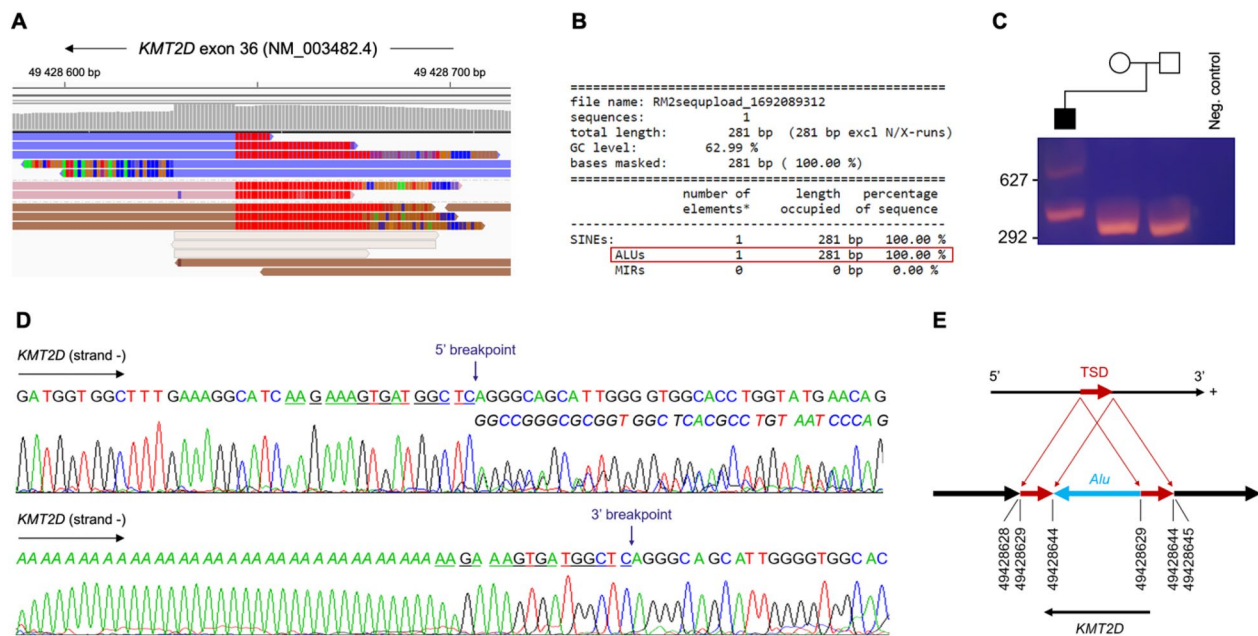 A
KMT2D exon 36 (NM_003482.4)
49 428 600 bp
49 428 700 bp
B
==================================================
file name: RM2sequpload_1692089312
sequences: 1
total length: 281 bp (281 bp excl N/X-runs)
GC level: 62.99 %
bases masked: 281 bp ( 100.00 %)
==================================================
number of length percentage
elements* occupied of sequence
--------------------------------------------------
SINEs: 1 281 bp 100.00 %
ALUs 1 281 bp 100.00 %
MIRs 0 0 bp 0.00 %
C
Neg. control
627
292
D
KMT2D (strand -)
5' breakpoint
GATGGTGGCTTTGAAAGGCATCAAGAAAGTGATGGCTCAGGGCAGCATTGGGGTGGCACCTGGTATGAACAG
GGCCGGGCGCGGTGGCTCACGCCTGTAATCCCAG
KMT2D (strand -)
3' breakpoint
AAAAAAAAAAAAAAAAAAAAAAAAAAAAAAAAAAAGAAAGTGATGGCTCAGGGCAGCATTGGGGTGGCAC
E
TSD
5'
3'
+
Alu
49428628
49428629
49428644
49428629
49428644
49428645
KMT2D